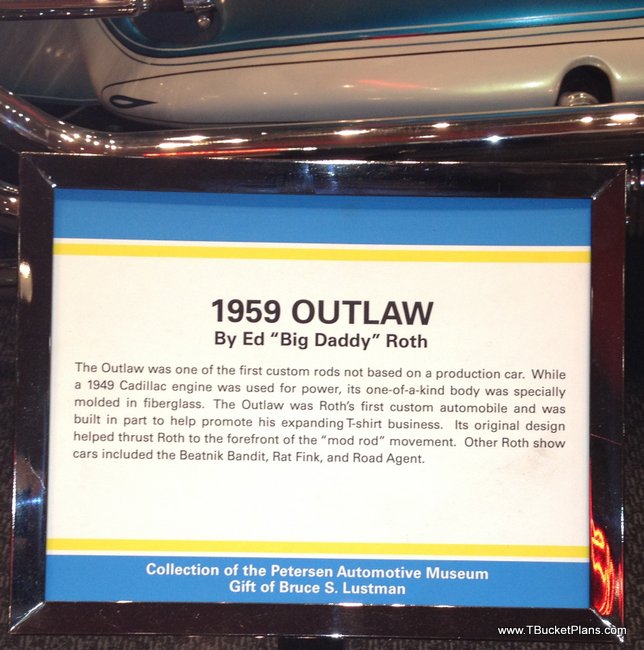 1959 OUTLAW
By Ed “Big Daddy” Roth
The Outlaw was one of the first custom rods not based on a production car. While
a 1949 Cadillac engine was used for power, its one-of-a-kind body was specially
molded in fiberglass. The Outlaw was Roth's first custom automobile and was
built in part to help promote his expanding T-shirt business. Its original design
helped thrust Roth to the forefront of the “mod rod” movement. Other Roth show
cars included the Beatnik Bandit, Rat Fink, and Road Agent.
Collection of the Petersen Automotive Museum
Gift of Bruce S. Lustman
www.TBucketPlans.com